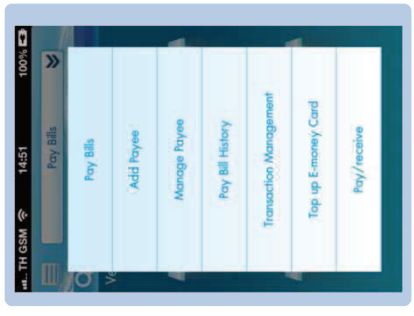 TH GSM 14:51 100%
Pay Bills
Pay Bills
Add Payee
Manage Payee
Pay Bill History
Transaction Management
Top up E-money Card
Pay/receive
Ve